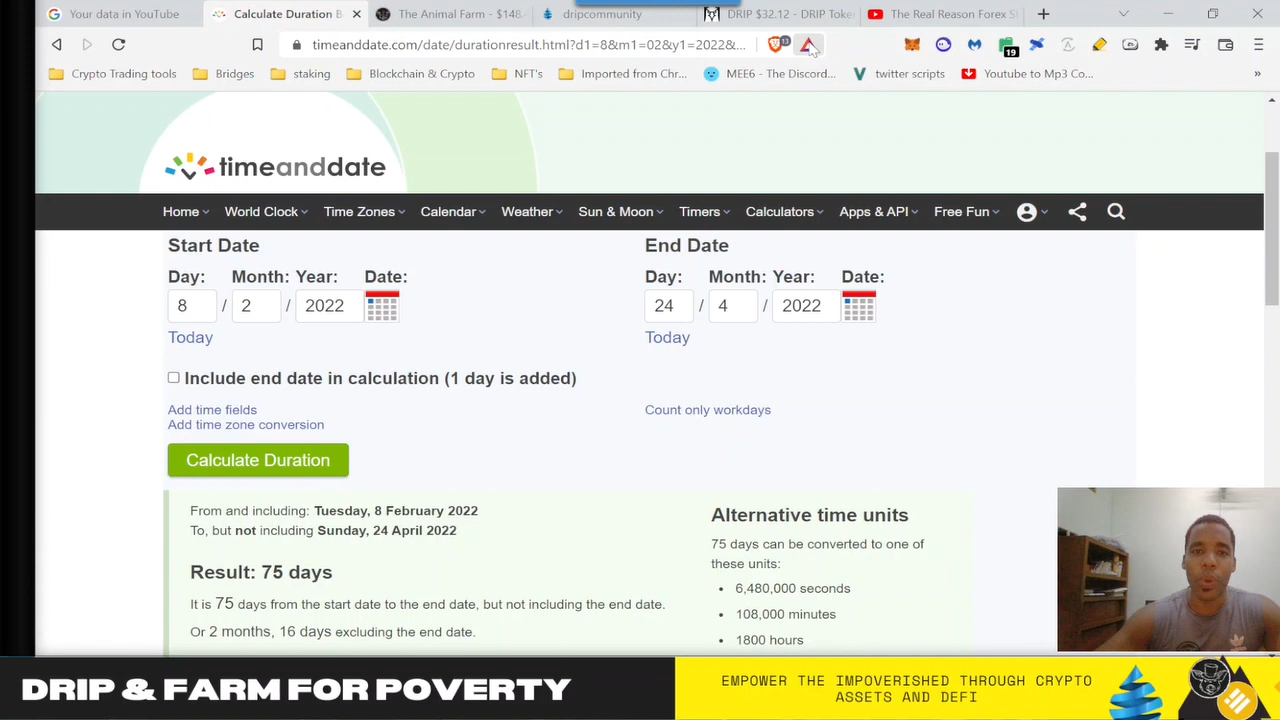 Your data in YouTube
Calculate Duration B
The Animal Farm - $148.
dripcommunity
DRIP $32.12 - DRIP Toke
The Real Reason Forex S
timeanddate.com/date/durationresult.html?d1=8&m1=02&y1=2022&...
13
19
Crypto Trading tools
Bridges
staking
Blockchain & Crypto
NFT's
Imported from Chr...
MEE6 - The Discord...
twitter scripts
Youtube to Mp3 Co...
»
timeanddate
Home
World Clock
Time Zones
Calendar
Weather
Sun & Moon
Timers
Calculators
Apps & API
Free Fun
Start Date
End Date
Day: Month: Year: Date:
Day: Month: Year: Date:
8 / 2 / 2022
24 / 4 / 2022
Today
Today
Include end date in calculation (1 day is added)
Add time fields
Count only workdays
Add time zone conversion
Calculate Duration
From and including: Tuesday, 8 February 2022
To, but not including Sunday, 24 April 2022
Result: 75 days
It is 75 days from the start date to the end date, but not including the end date.
Or 2 months, 16 days excluding the end date.
Alternative time units
75 days can be converted to one of
these units:
• 6,480,000 seconds
• 108,000 minutes
• 1800 hours
DRIP & FARM FOR POVERTY
EMPOWER THE IMPOVERISHED THROUGH CRYPTO
ASSETS AND DEFI